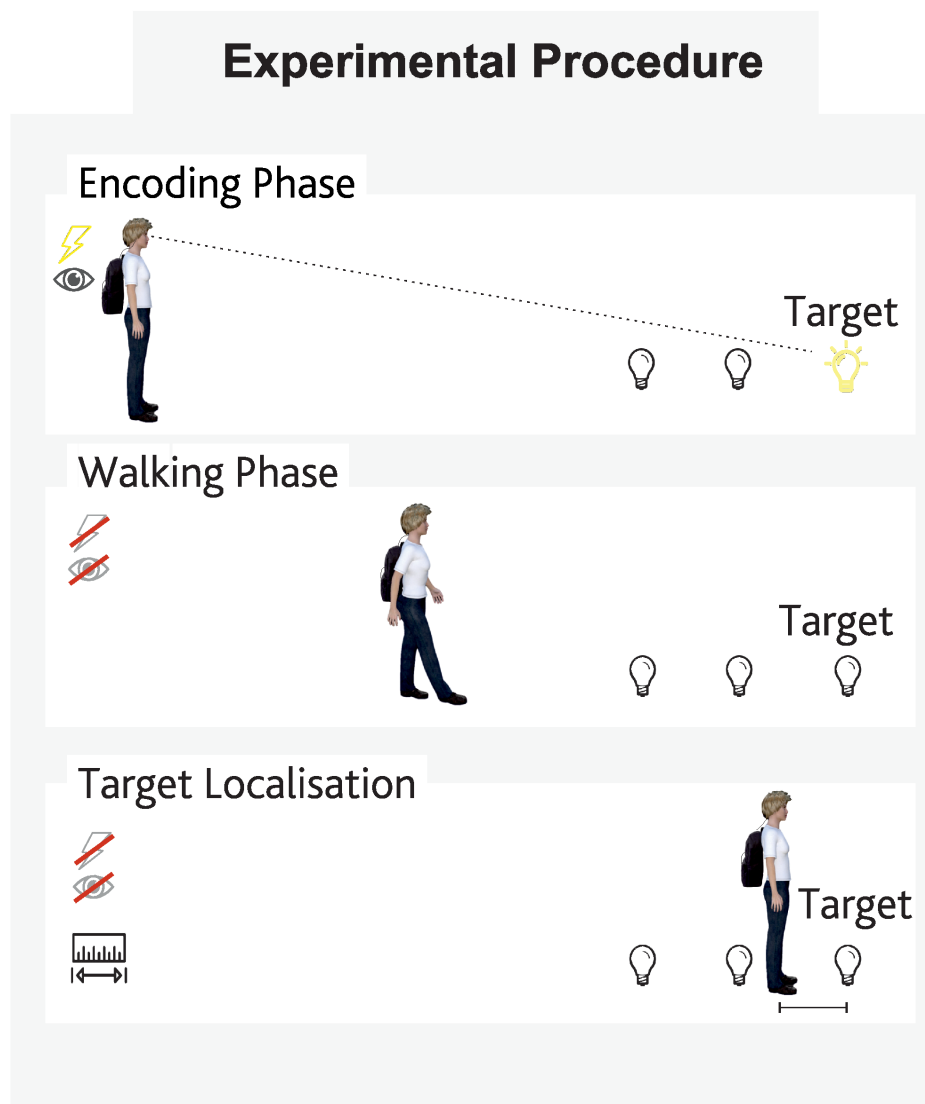 Experimental Procedure
Encoding Phase
Target
Walking Phase
Target
Target Localisation
Target